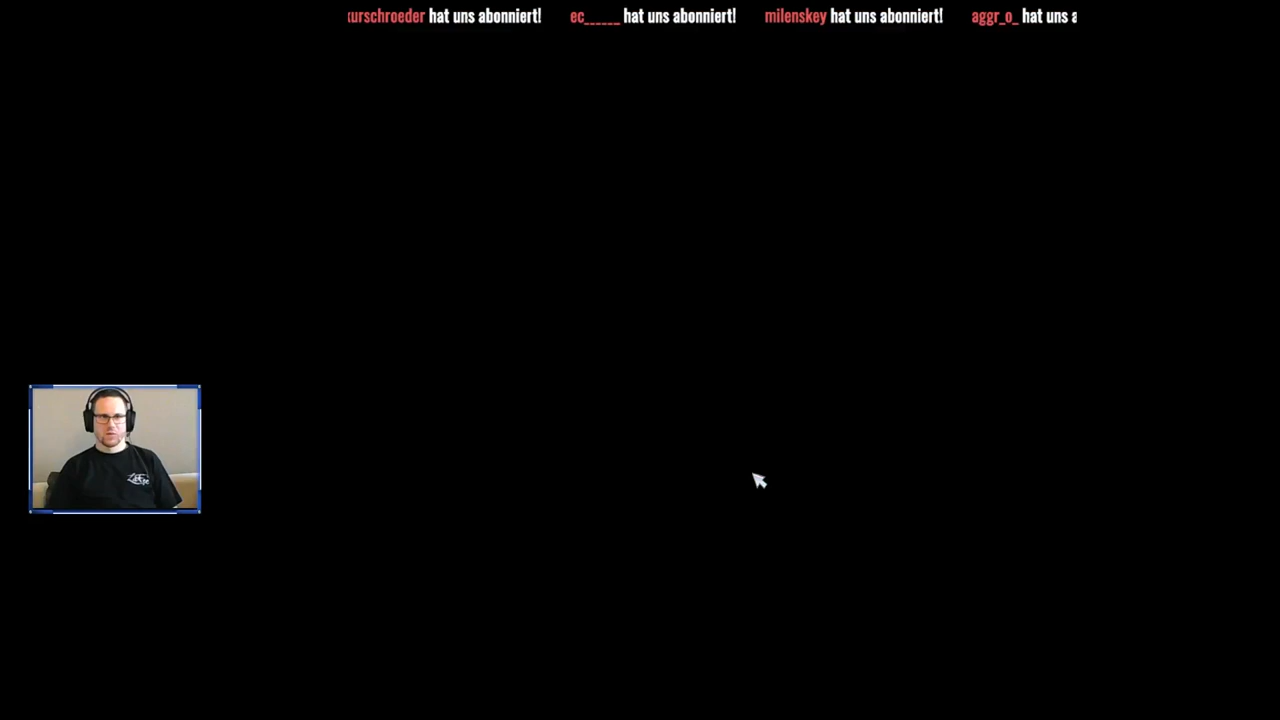 urschroeder hat uns abonniert! ec______ hat uns abonniert! milenskey hat uns abonniert! aggr_o_ hat uns